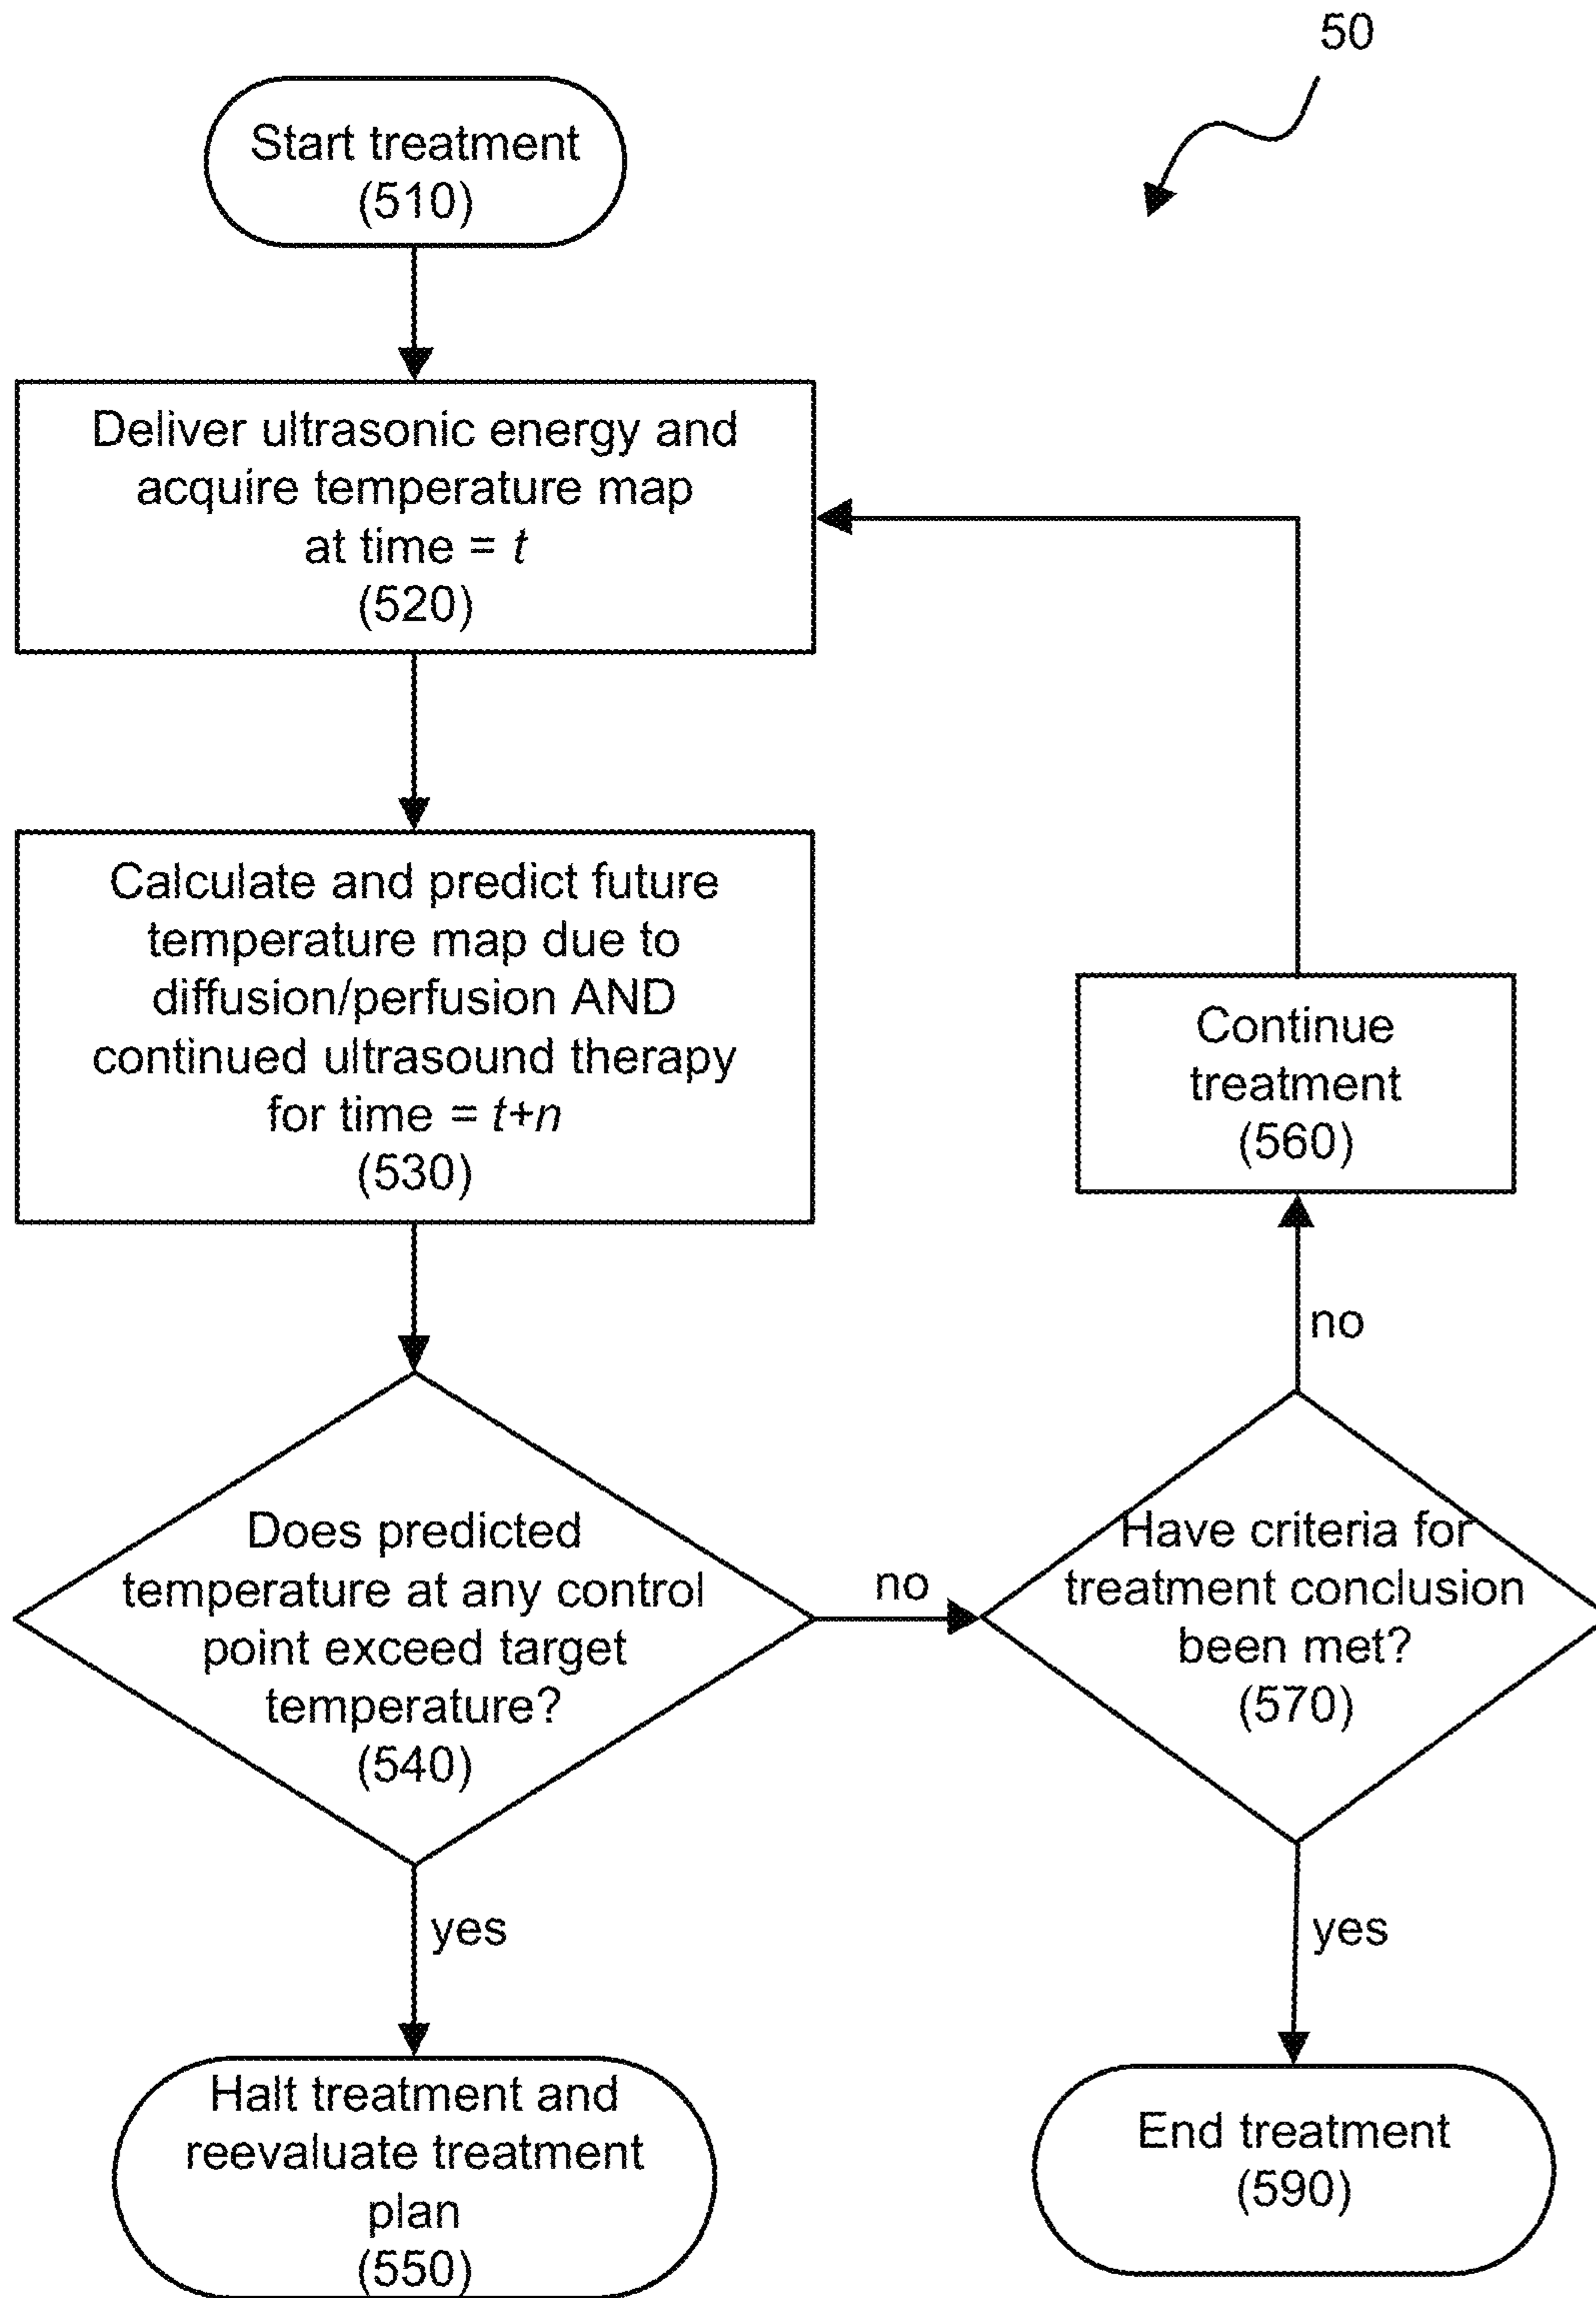 50
Start treatment
(510)
Deliver ultrasonic energy and
acquire temperature map
at time = t
(520)
Calculate and predict future
temperature map due to
diffusion/perfusion AND
continued ultrasound therapy
for time = t+n
(530)
Continue
treatment
(560)
no
Does predicted
temperature at any control
point exceed target
temperature?
(540)
no
Have criteria for
treatment conclusion
been met?
(570)
yes
yes
Halt treatment and
reevaluate treatment
plan
(550)
End treatment
(590)